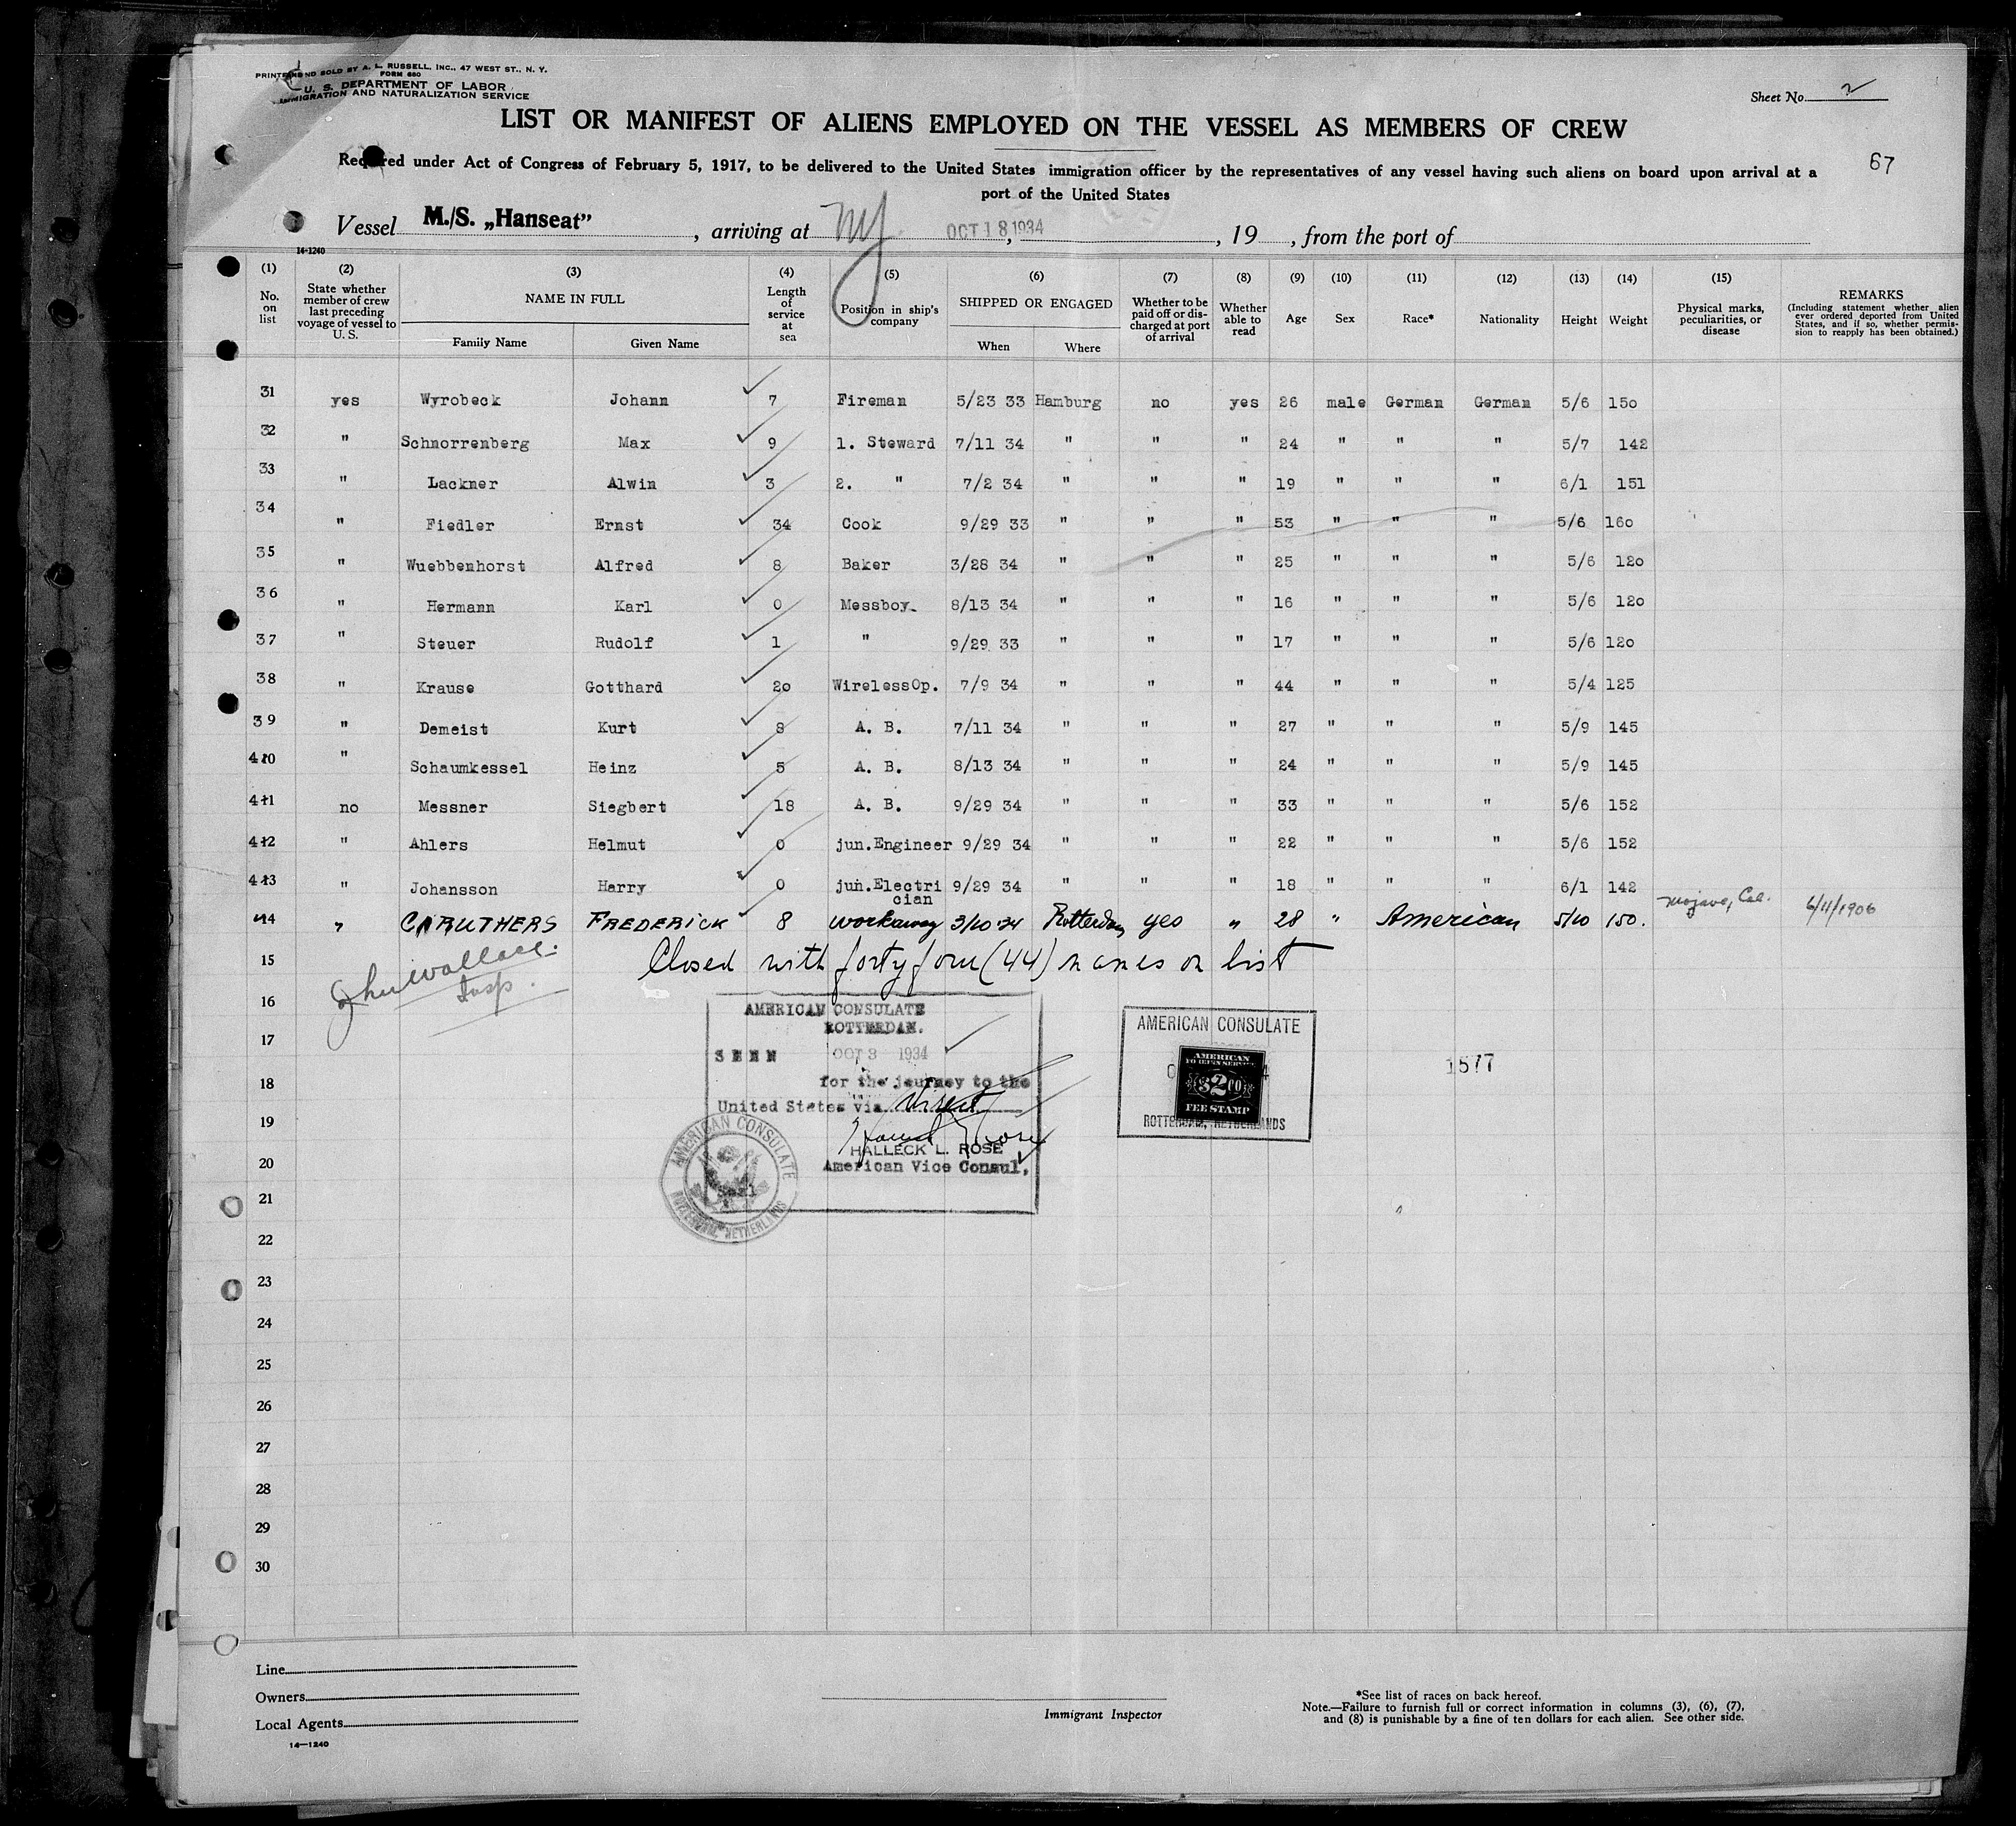 PRINTED AND SOLD BY A. L. RUSSELL, INC., 47 WEST ST., N. Y.
FORM 680
U. S. DEPARTMENT OF LABOR
IMMIGRATION AND NATURALIZATION SERVICE
Sheet No. 2
LIST OR MANIFEST OF ALIENS EMPLOYED ON THE VESSEL AS MEMBERS OF CREW
67
Required under Act of Congress of February 5, 1917, to be delivered to the United States immigration officer by the representatives of any vessel having such aliens on board upon arrival at a
port of the United States
Vessel M./S. „Hanseat”, arriving at NY, OCT 18 1934, 19, from the port of
14-1240
(1) (2) (3) (4) (5) (6) (7) (8) (9) (10) (11) (12) (13) (14) (15)
No. on list | State whether member of crew last preceding voyage of vessel to U. S. | NAME IN FULL | Length of service at sea | Position in ship's company | SHIPPED OR ENGAGED | Whether to be paid off or discharged at port of arrival | Whether able to read | Age | Sex | Race* | Nationality | Height | Weight | Physical marks, peculiarities, or disease | REMARKS (Including statement whether alien ever ordered deported from United States, and if so, whether permission to reapply has been obtained.)
Family Name Given Name When Where
31 yes Wyrobeck Johann 7 Fireman 5/23 33 Hamburg no yes 26 male German German 5/6 150
32 " Schnorrenberg Max 9 1. Steward 7/11 34 " " " 24 " " " 5/7 142
33 " Lackner Alwin 3 2. " 7/2 34 " " " 19 " " " 6/1 151
34 " Fiedler Ernst 34 Cook 9/29 33 " " " 53 " " " 5/6 160
35 " Wuebbenhorst Alfred 8 Baker 3/28 34 " " " 25 " " " 5/6 120
36 " Hermann Karl 0 Messboy 8/13 34 " " " 16 " " " 5/6 120
37 " Steuer Rudolf 1 " 9/29 33 " " " 17 " " " 5/6 120
38 " Krause Gotthard 20 WirelessOp. 7/9 34 " " " 44 " " " 5/4 125
39 " Demeist Kurt 8 A. B. 7/11 34 " " " 27 " " " 5/9 145
40 " Schaumkessel Heinz 5 A. B. 8/13 34 " " " 24 " " " 5/9 145
41 no Messner Siegbert 18 A. B. 9/29 34 " " " 33 " " " 5/6 152
42 " Ahlers Helmut 0 jun.Engineer 9/29 34 " " " 22 " " " 5/6 152
43 " Johansson Harry 0 jun.Electrician 9/29 34 " " " 18 " " " 6/1 142
44 " CARUTHERS FREDERICK 8 workaway 3/10·34 Rotterdam yes " 28 " American 5/10 150. Mojave, Cal. 6/4/1906
15 Closed with forty four (44) names on list
Wallace
Insp.
16
AMERICAN CONSULATE
ROTTERDAM.
SEEN OCT 3 1934
for the journey to the
United States via direct
HALLECK L. ROSE
American Vice Consul,
Seal
AMERICAN CONSULATE
ROTTERDAM, NETHERLANDS
AMERICAN CONSULATE
AMERICAN
FOREIGN SERVICE
$2.00
FEE STAMP
ROTTERDAM, NETHERLANDS
1577
17
18
19
20
21
22
23
24
25
26
27
28
29
30
Line
Owners
Local Agents
14—1240
Immigrant Inspector
*See list of races on back hereof.
Note.—Failure to furnish full or correct information in columns (3), (6), (7),
and (8) is punishable by a fine of ten dollars for each alien. See other side.